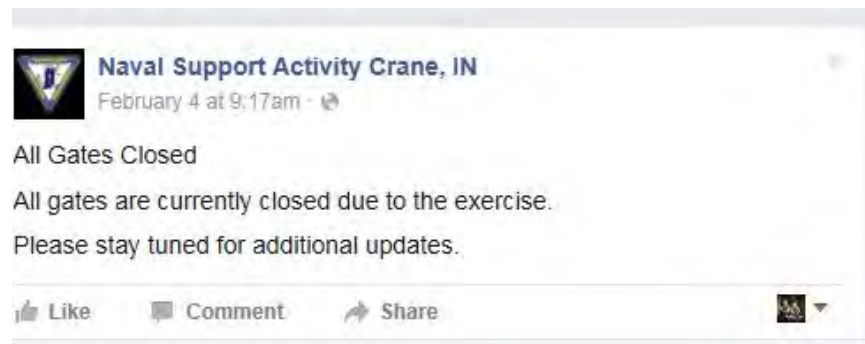 Naval Support Activity Crane, IN
February 4 at 9:17am ·
All Gates Closed
All gates are currently closed due to the exercise.
Please stay tuned for additional updates.
Like Comment Share